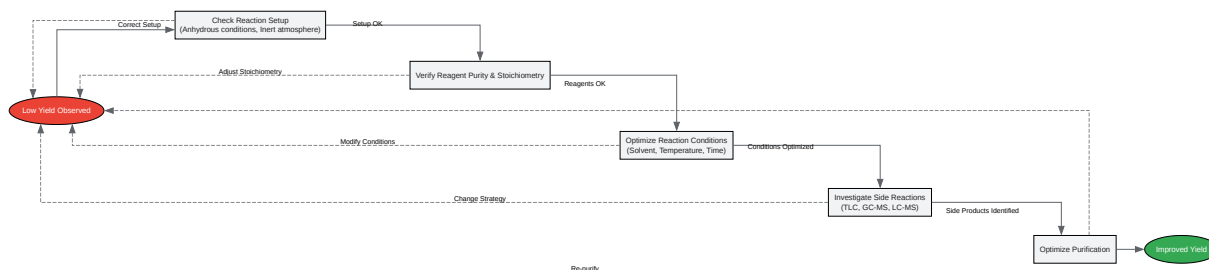 Check Reaction Setup
(Anhydrous conditions, Inert atmosphere)
Correct Setup
Setup OK
Adjust Stoichiometry
Verify Reagent Purity & Stoichiometry
Reagents OK
Low Yield Observed
Modify Conditions
Optimize Reaction Conditions
(Solvent, Temperature, Time)
Conditions Optimized
Change Strategy
Investigate Side Reactions
(TLC, GC-MS, LC-MS)
Side Products Identified
Optimize Purification
Improved Yield
Re-purify